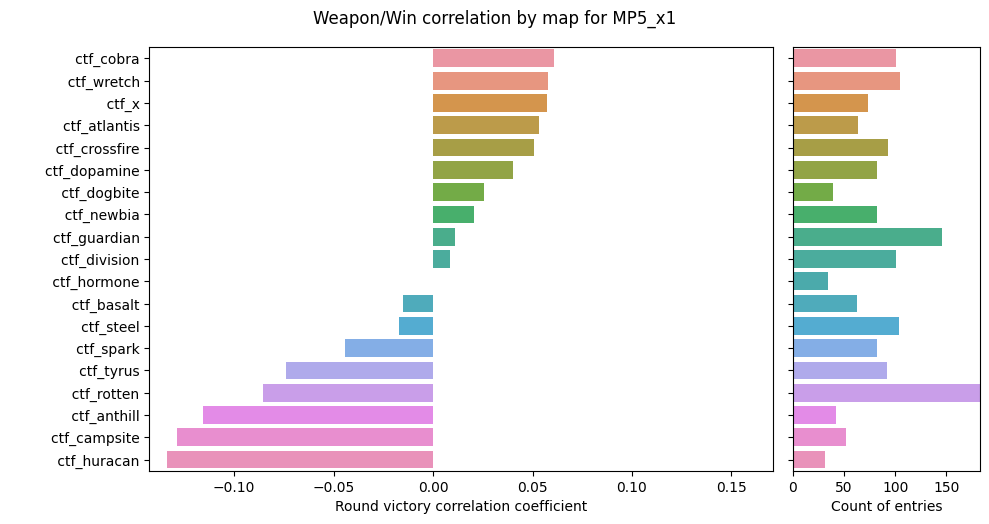 Weapon/Win correlation by map for MP5_x1
ctf_cobra
ctf_wretch
ctf_x
ctf_atlantis
ctf_crossfire
ctf_dopamine
ctf_dogbite
ctf_newbia
ctf_guardian
ctf_division
ctf_hormone
ctf_basalt
ctf_steel
ctf_spark
ctf_tyrus
ctf_rotten
ctf_anthill
ctf_campsite
ctf_huracan
−0.10 −0.05 0.00 0.05 0.10 0.15
Round victory correlation coefficient
0 50 100 150
Count of entries